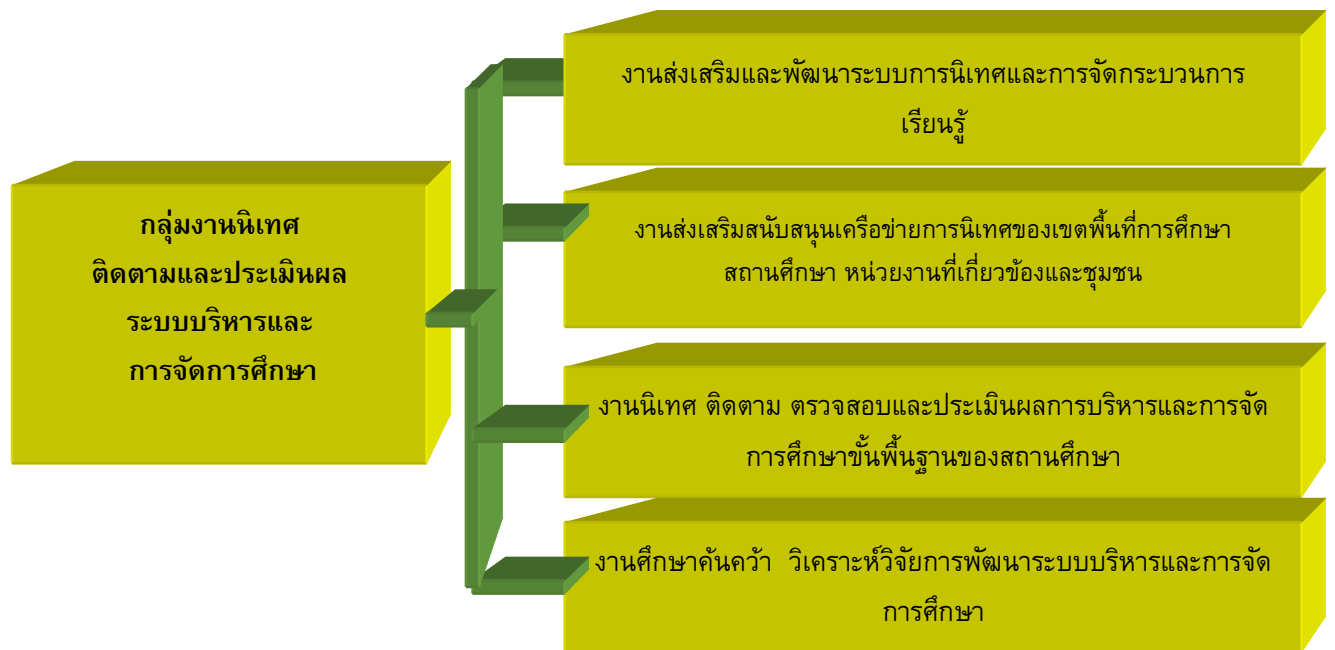 กลุ่มงานนิเทศ
ติดตามและประเมินผล
ระบบบริหารและ
การจัดการศึกษา
งานส่งเสริมและพัฒนาระบบการนิเทศและการจัดกระบวนการ
เรียนรู้
งานส่งเสริมสนับสนุนเครือข่ายการนิเทศของเขตพื้นที่การศึกษา
สถานศึกษา หน่วยงานที่เกี่ยวข้องและชุมชน
งานนิเทศ ติดตาม ตรวจสอบและประเมินผลการบริหารและการจัด
การศึกษาขั้นพื้นฐานของสถานศึกษา
งานศึกษาค้นคว้า วิเคราะห์วิจัยการพัฒนาระบบบริหารและการจัด
การศึกษา